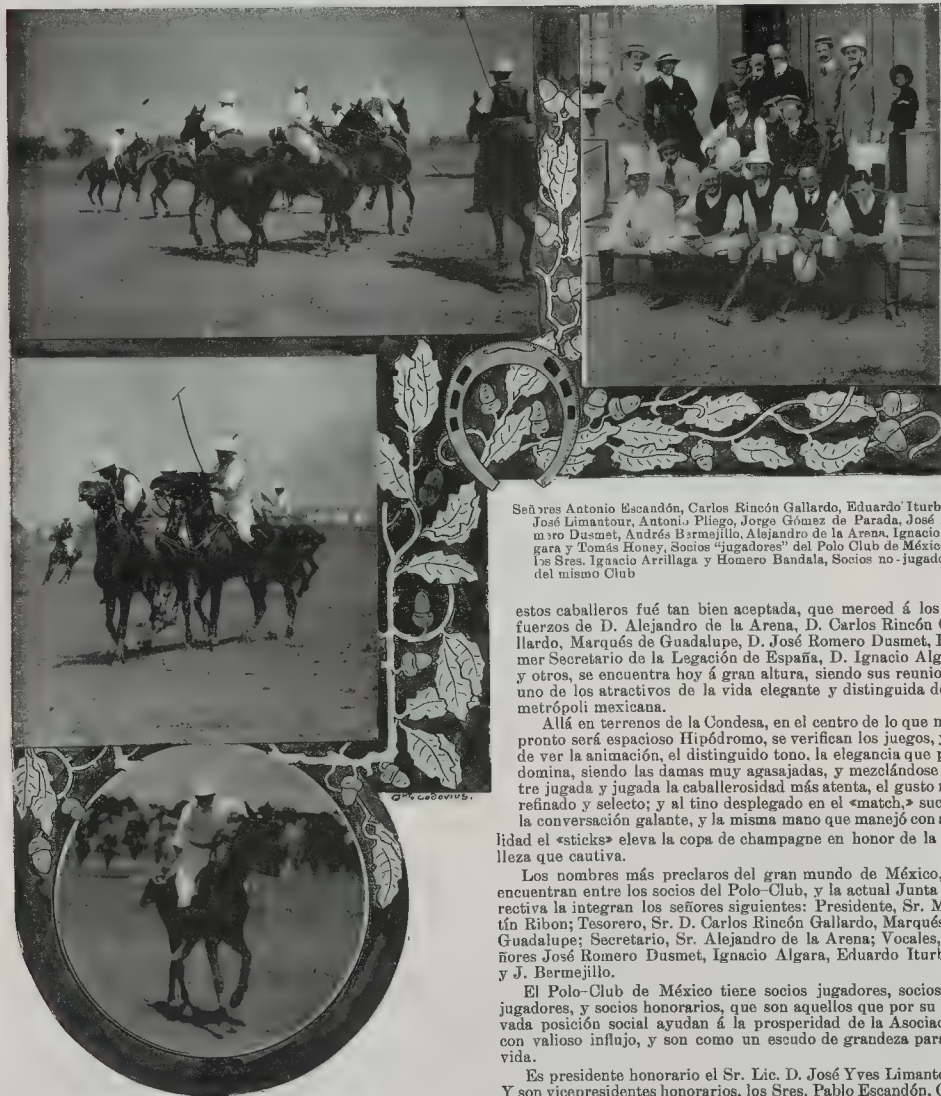 Señores Antonio Escandón, Carlos Rincón Gallardo, Eduardo Iturb
José Limantour, Antonio Pliego, Jorge Gómez de Parada, José
mero Dusmet, Andrés Bermejillo, Alejandro de la Arena, Ignacio
gara y Tomás Honey, Socios "jugadores" del Polo Club de México
los Sres. Ignacio Arrillaga y Homero Bandala, Socios no-jugado
del mismo Club
estos caballeros fué tan bien aceptada, que merced á los
fuerzos de D. Alejandro de la Arena, D. Carlos Rincón G
llardo, Marqués de Guadalupe, D. José Romero Dusmet, P
mer Secretario de la Legación de España, D. Ignacio Alg
y otros, se encuentra hoy á gran altura, siendo sus reunio
uno de los atractivos de la vida elegante y distinguida de
metrópoli mexicana.
Allá en terrenos de la Condesa, en el centro de lo que m
pronto será espacioso Hipódromo, se verifican los juegos, y
de ver la animación, el distinguido tono, la elegancia que p
domina, siendo las damas muy agasajadas, y mezclándose
tre jugada y jugada la caballerosidad más atenta, el gusto m
refinado y selecto; y al tino desplegado en el «match,» suc
la conversación galante, y la misma mano que manejó con a
lidad el «sticks» eleva la copa de champagne en honor de la
lleza que cautiva.
Los nombres más preclaros del gran mundo de México,
encuentran entre los socios del Polo-Club, y la actual Junta
rectiva la integran los señores siguientes: Presidente, Sr. M
tín Ribon; Tesorero, Sr. D. Carlos Rincón Gallardo, Marqués
Guadalupe; Secretario, Sr. Alejandro de la Arena; Vocales,
ñores José Romero Dusmet, Ignacio Algara, Eduardo Iturb
y J. Bermejillo.
El Polo-Club de México tiene socios jugadores, socios
jugadores, y socios honorarios, que son aquellos que por su
vada posición social ayudan á la prosperidad de la Asociac
con valioso influjo, y son como un escudo de grandeza para
vida.
Es presidente honorario el Sr. Lic. D. José Yves Limanto
Y son vicepresidentes honorarios, los Sres. Pablo Escandón,